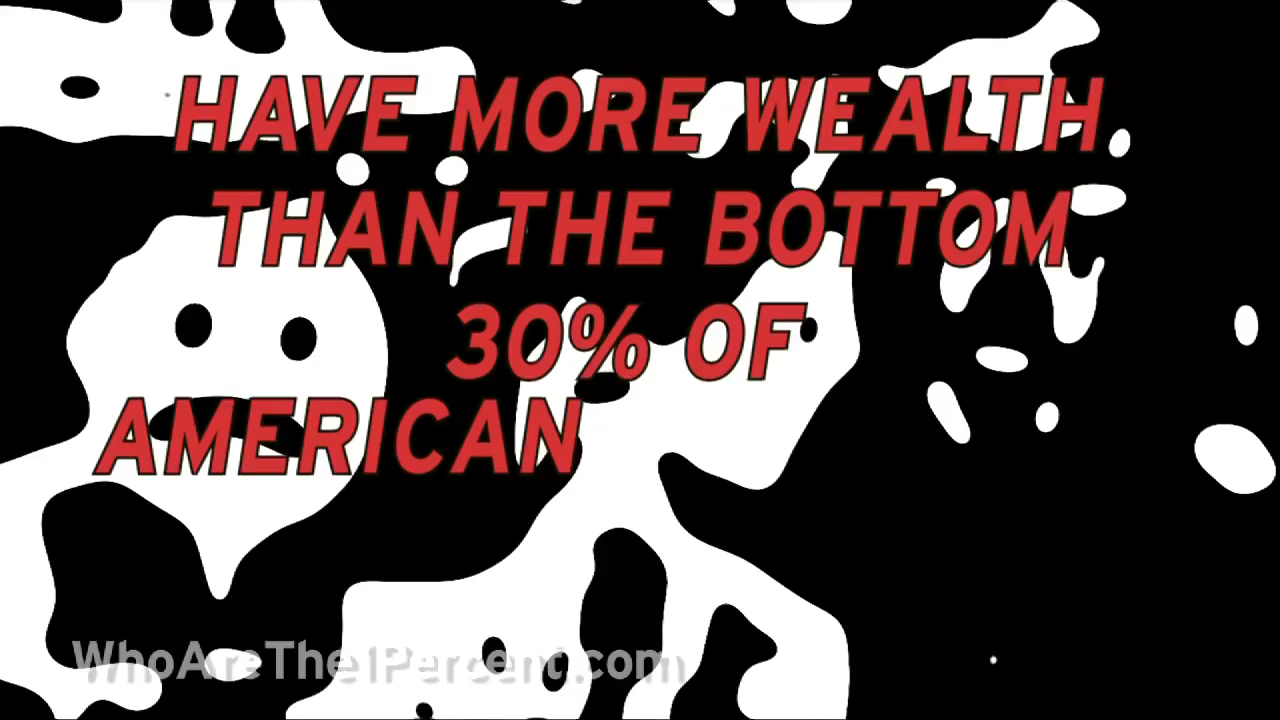 HAVE MORE WEALTH
THAN THE BOTTOM
30% OF
AMERICAN
WhoAreThe1Percent.com